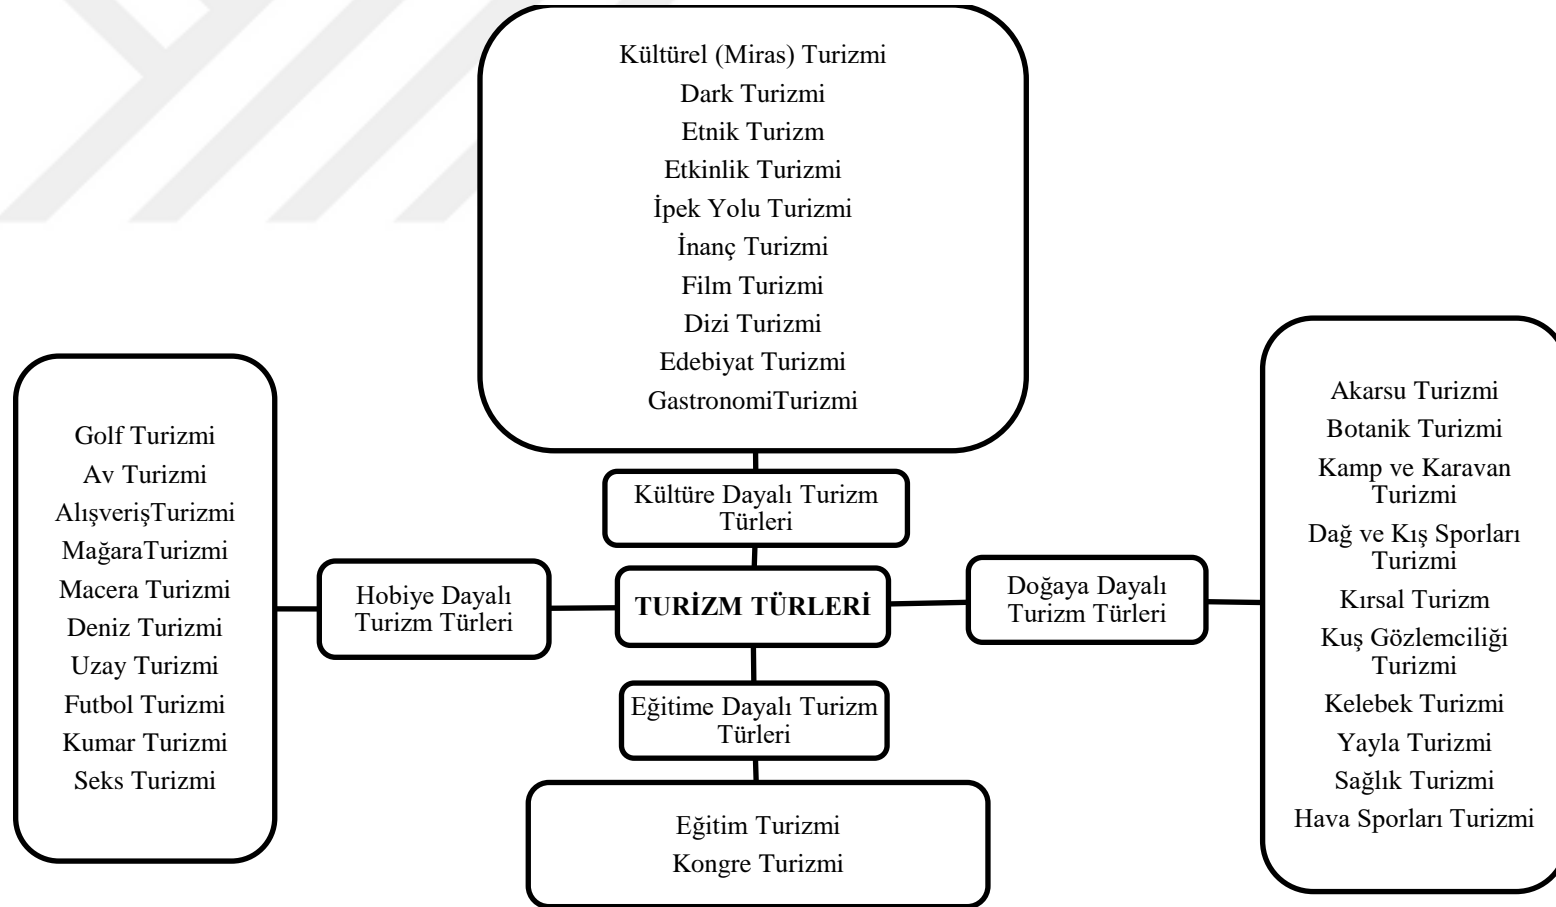 Kültürel (Miras) Turizmi
Dark Turizmi
Etnik Turizm
Etkinlik Turizmi
İpek Yolu Turizmi
İnanç Turizmi
Film Turizmi
Dizi Turizmi
Edebiyat Turizmi
GastronomiTurizmi
Kültüre Dayalı Turizm
Türleri
Golf Turizmi
Av Turizmi
AlışverişTurizmi
MağaraTurizmi
Macera Turizmi
Deniz Turizmi
Uzay Turizmi
Futbol Turizmi
Kumar Turizmi
Seks Turizmi
Hobiye Dayalı
Turizm Türleri
TURİZM TÜRLERİ
Doğaya Dayalı
Turizm Türleri
Akarsu Turizmi
Botanik Turizmi
Kamp ve Karavan
Turizmi
Dağ ve Kış Sporları
Turizmi
Kırsal Turizm
Kuş Gözlemciliği
Turizmi
Kelebek Turizmi
Yayla Turizmi
Sağlık Turizmi
Hava Sporları Turizmi
Eğitime Dayalı Turizm
Türleri
Eğitim Turizmi
Kongre Turizmi